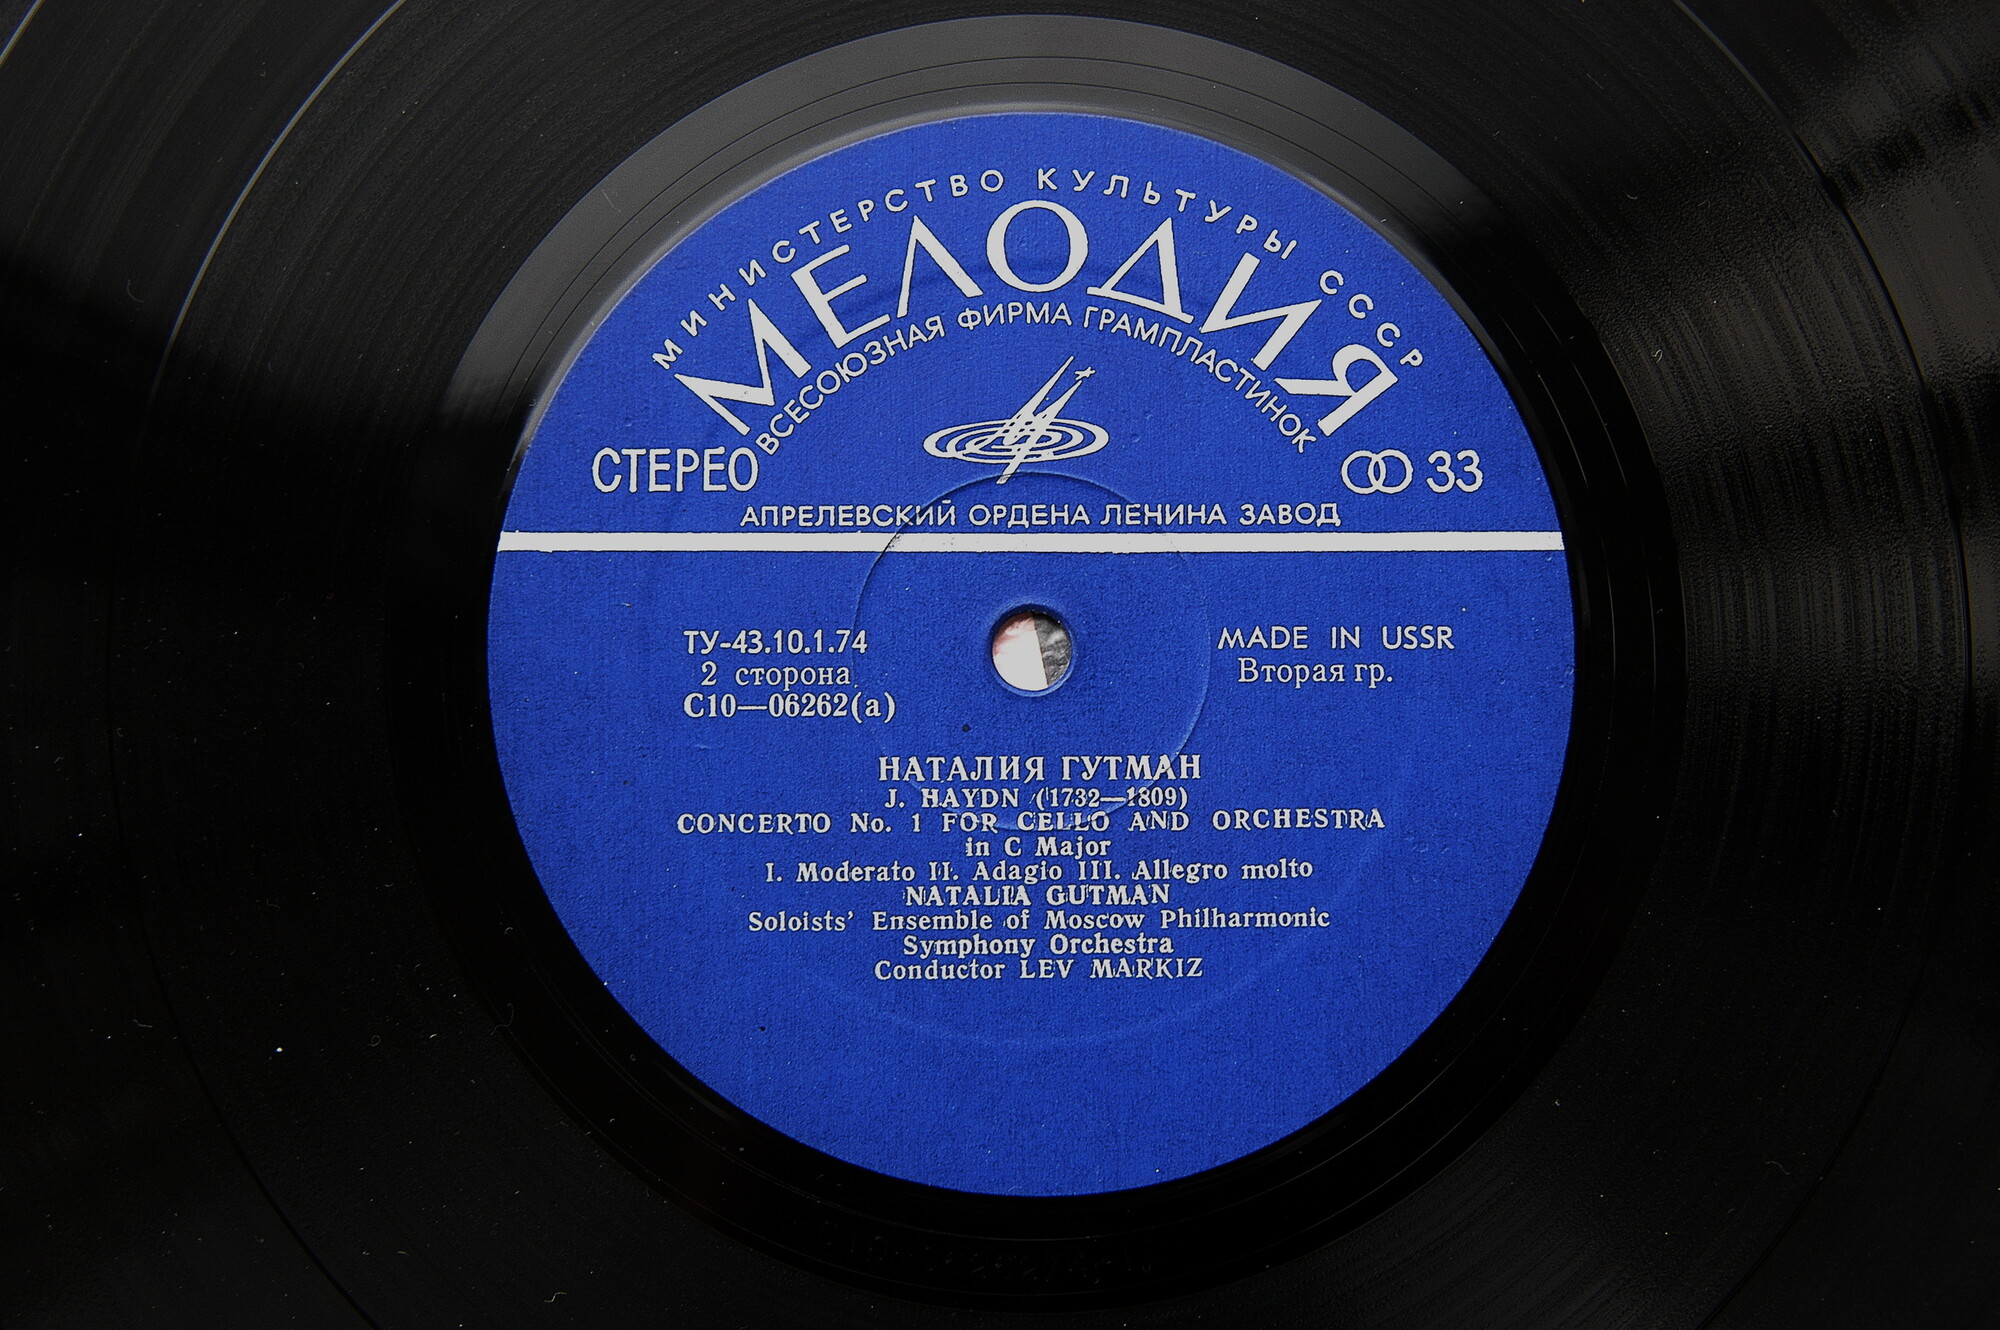 МИНИСТЕРСТВО КУЛЬТУРЫ СССР
МЕЛОДИЯ
ВСЕСОЮЗНАЯ ФИРМА ГРАМПЛАСТИНОК
СТЕРЕО
33
АПРЕЛЕВСКИЙ ОРДЕНА ЛЕНИНА ЗАВОД
ТУ-43.10.1.74
2 сторона
С10—06262(а)
MADE IN USSR
Вторая гр.
НАТАЛИЯ ГУТМАН
J. HAYDN (1732—1809)
CONCERTO No. 1 FOR CELLO AND ORCHESTRA
in C Major
I. Moderato II. Adagio III. Allegro molto
NATALIA GUTMAN
Soloists’ Ensemble of Moscow Philharmonic
Symphony Orchestra
Conductor LEV MARKIZ